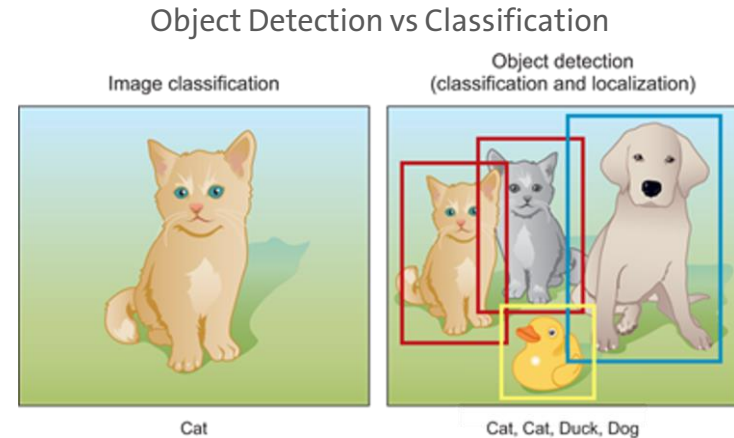 Object Detection vs Classification
Image classification
Object detection
(classification and localization)
Cat
Cat, Cat, Duck, Dog